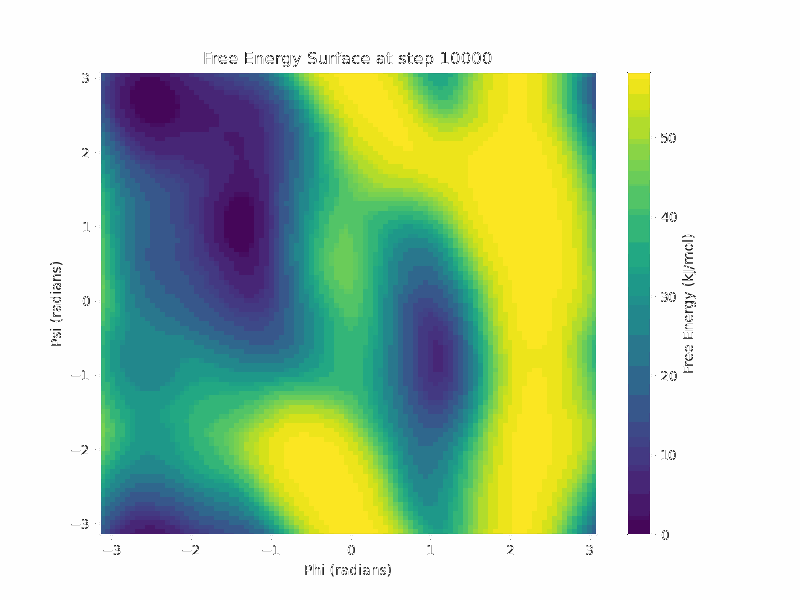 Free Energy Surface at step 10000
3
2
1
0
−1
−2
−3
Psi (radians)
−3 −2 −1 0 1 2 3
Phi (radians)
50
40
30
20
10
0
Free Energy (kJ/mol)